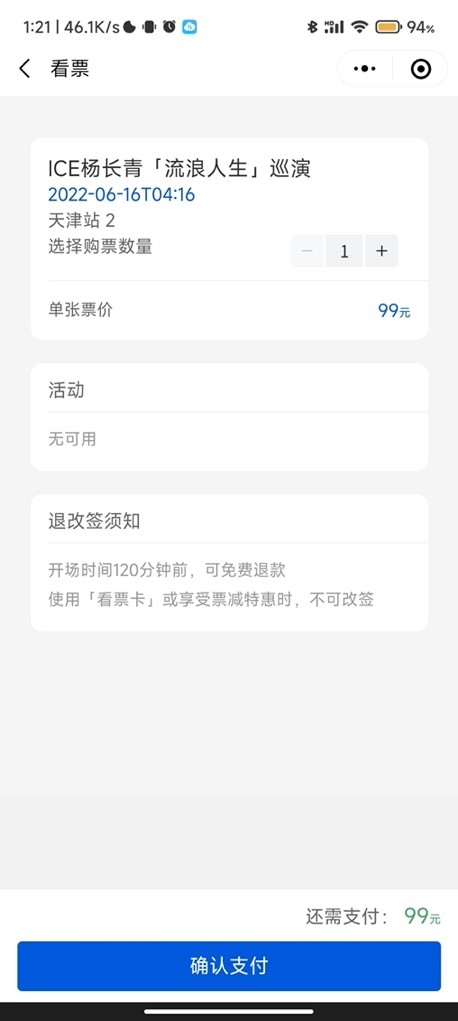 1:21 | 46.1K/s
94%
看票
ICE杨长青「流浪人生」巡演
2022-06-16T04:16
天津站 2
选择购票数量
− 1 +
单张票价 99元
活动
无可用
退改签须知
开场时间120分钟前，可免费退款
使用「看票卡」或享受票减特惠时，不可改签
还需支付： 99元
确认支付